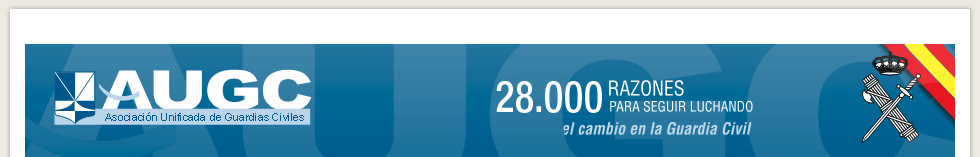 AUGC
Asociación Unificada de Guardias Civiles
28.000 RAZONES
PARA SEGUIR LUCHANDO
el cambio en la Guardia Civil